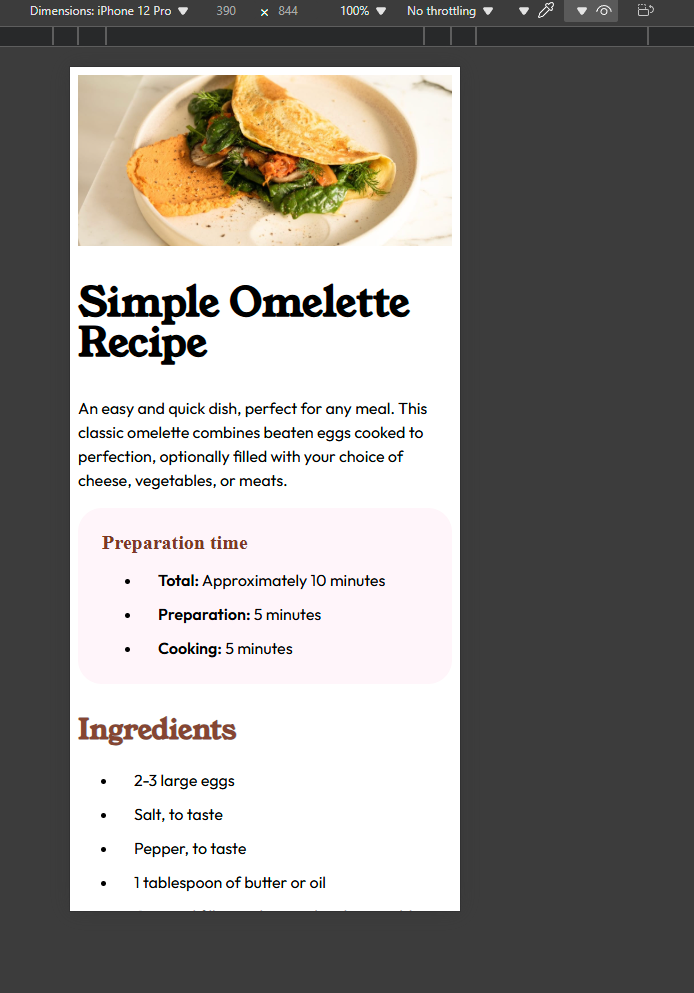 Dimensions: iPhone 12 Pro 390 x 844 100% No throttling
Simple Omelette
Recipe
An easy and quick dish, perfect for any meal. This
classic omelette combines beaten eggs cooked to
perfection, optionally filled with your choice of
cheese, vegetables, or meats.
Preparation time
• Total: Approximately 10 minutes
• Preparation: 5 minutes
• Cooking: 5 minutes
Ingredients
• 2-3 large eggs
• Salt, to taste
• Pepper, to taste
• 1 tablespoon of butter or oil